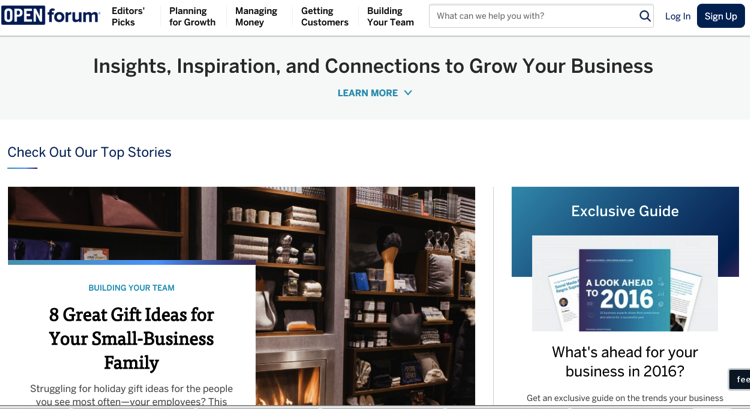 OPEN forum
Editors' Picks
Planning for Growth
Managing Money
Getting Customers
Building Your Team
What can we help you with?
Log In
Sign Up
Insights, Inspiration, and Connections to Grow Your Business
LEARN MORE
Check Out Our Top Stories
BUILDING YOUR TEAM
8 Great Gift Ideas for
Your Small-Business
Family
Struggling for holiday gift ideas for the people
you see most often—your employees? This
Exclusive Guide
A LOOK AHEAD
TO 2016
What's ahead for your
business in 2016?
Get an exclusive guide on the trends your business
fee